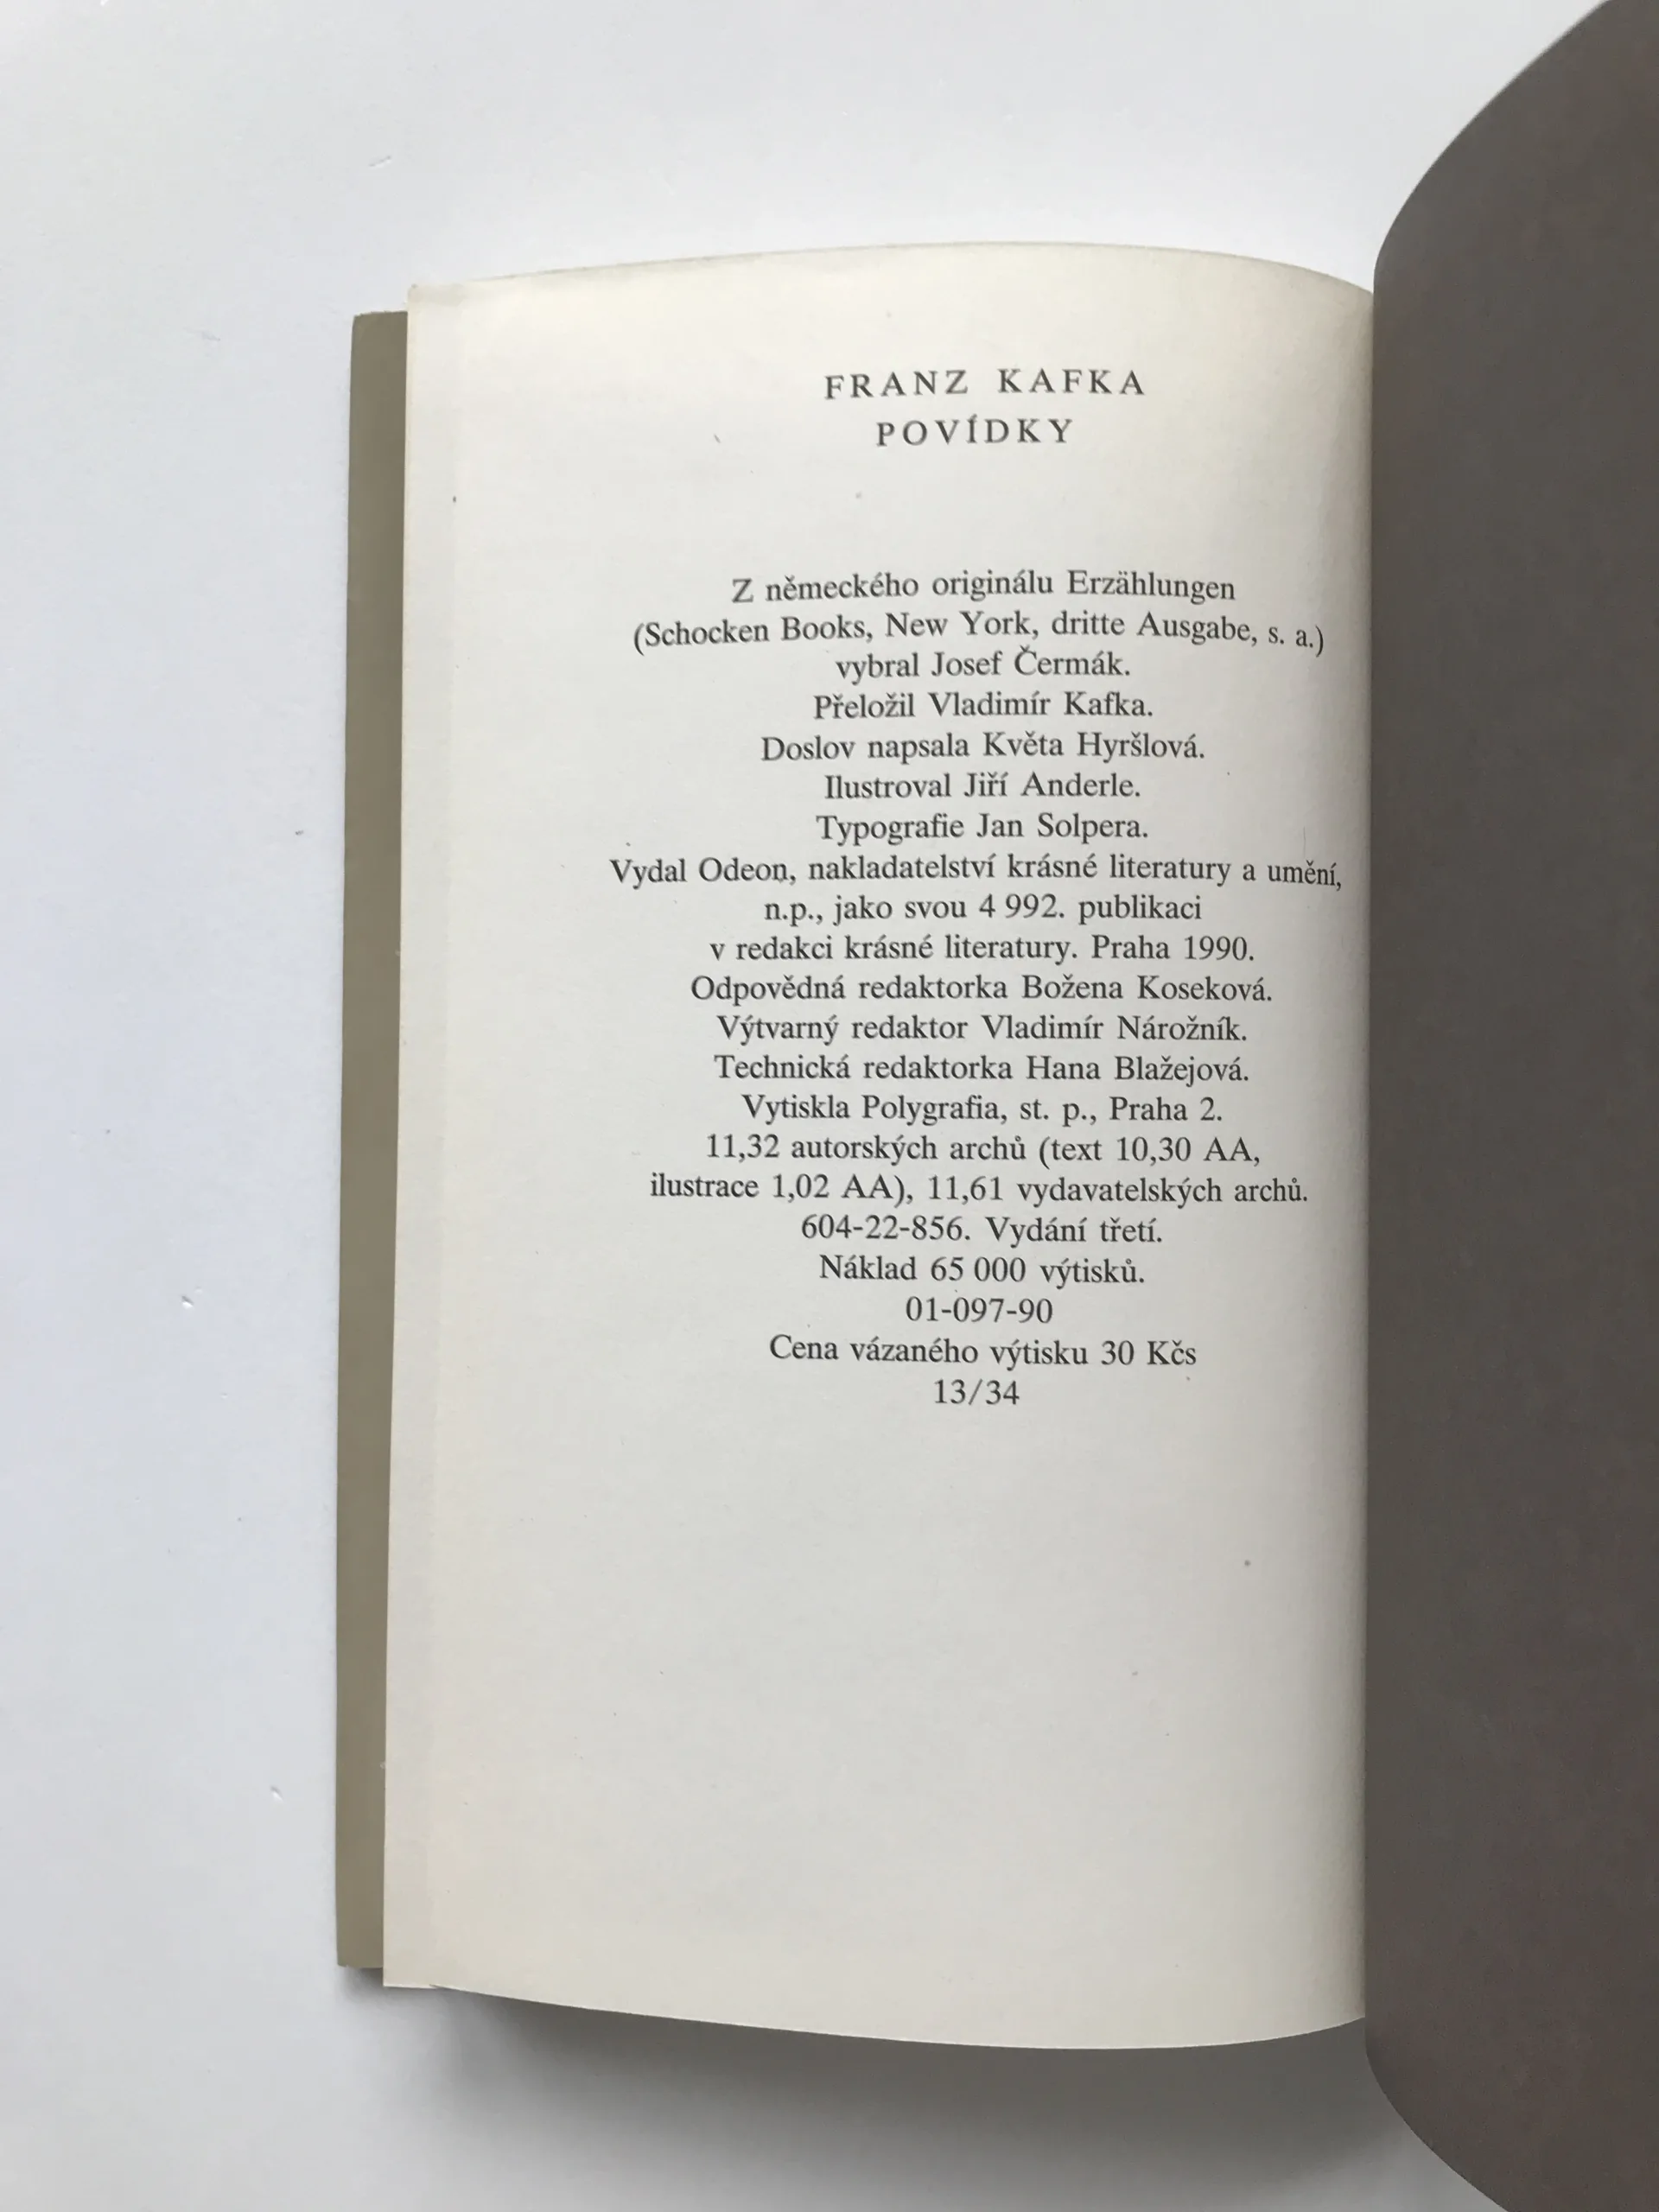 FRANZ KAFKA
POVÍDKY
Z německého originálu Erzählungen
(Schocken Books, New York, dritte Ausgabe, s. a.)
vybral Josef Čermák.
Přeložil Vladimír Kafka.
Doslov napsala Květa Hyršlová.
Ilustroval Jiří Anderle.
Typografie Jan Solpera.
Vydal Odeon, nakladatelství krásné literatury a umění,
n.p., jako svou 4 992. publikaci
v redakci krásné literatury. Praha 1990.
Odpovědná redaktorka Božena Koseková.
Výtvarný redaktor Vladimír Nárožník.
Technická redaktorka Hana Blažejová.
Vytiskla Polygrafia, st. p., Praha 2.
11,32 autorských archů (text 10,30 AA,
ilustrace 1,02 AA), 11,61 vydavatelských archů.
604-22-856. Vydání třetí.
Náklad 65 000 výtisků.
01-097-90
Cena vázaného výtisku 30 Kčs
13/34